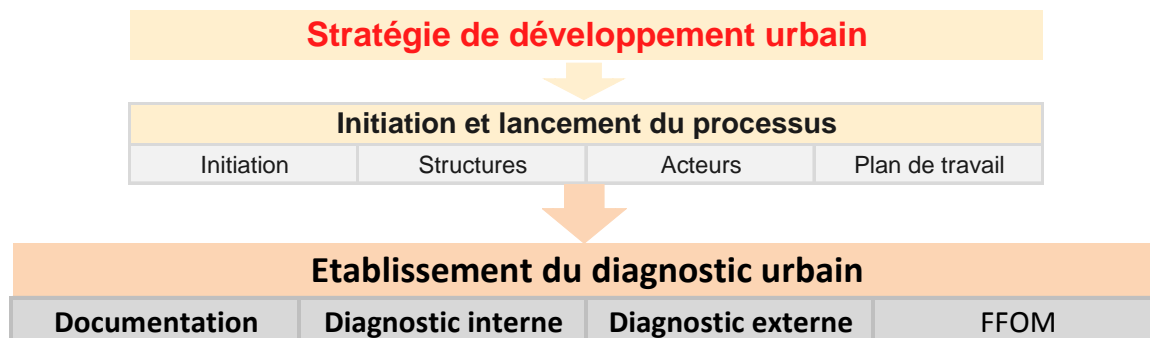 Stratégie de développement urbain
Initiation et lancement du processus
Initiation Structures Acteurs Plan de travail
Etablissement du diagnostic urbain
Documentation Diagnostic interne Diagnostic externe FFOM